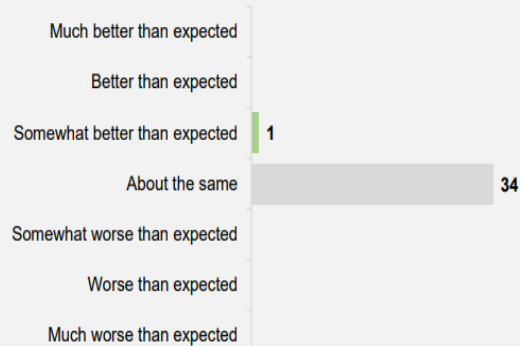 Much better than expected
Better than expected
Somewhat better than expected 1
About the same 34
Somewhat worse than expected
Worse than expected
Much worse than expected